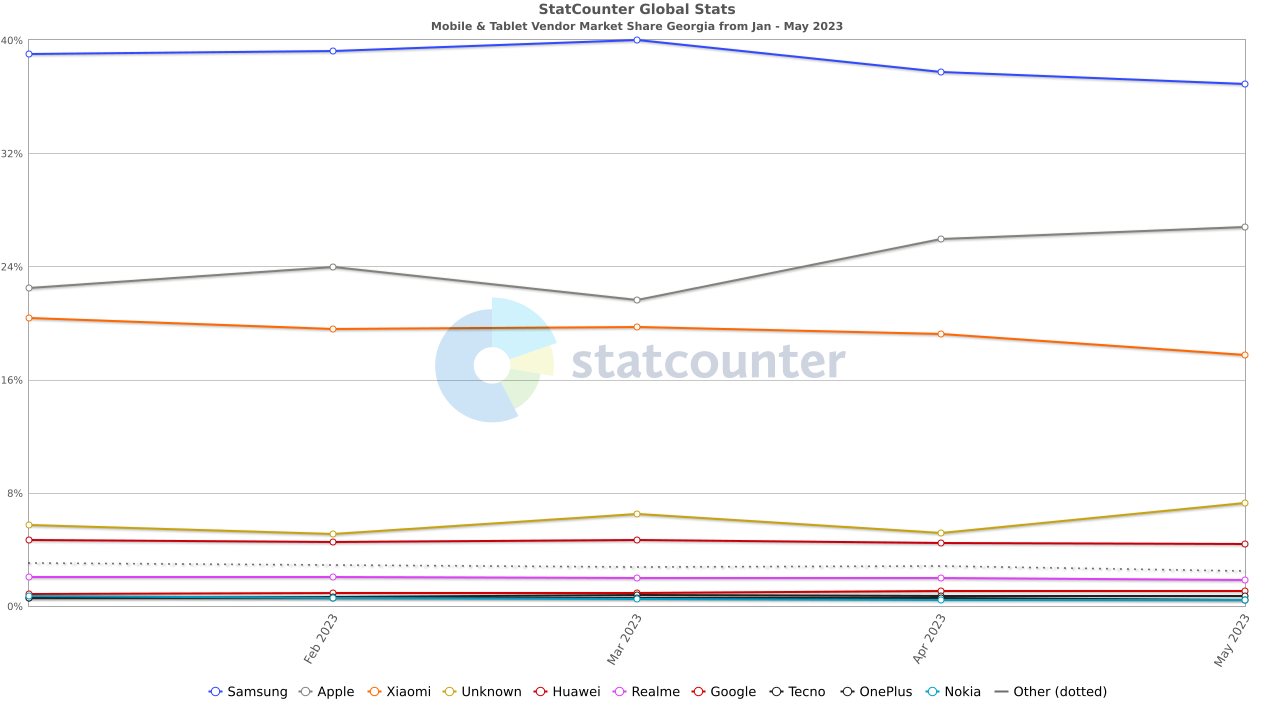 StatCounter Global Stats
Mobile & Tablet Vendor Market Share Georgia from Jan - May 2023
40%
32%
24%
statcounter
16%
8%
0%
Feb 2023
Mar 2023
Apr 2023
May 2023
Samsung Apple Xiaomi Unknown Huawei Realme Google Tecno OnePlus Nokia Other (dotted)